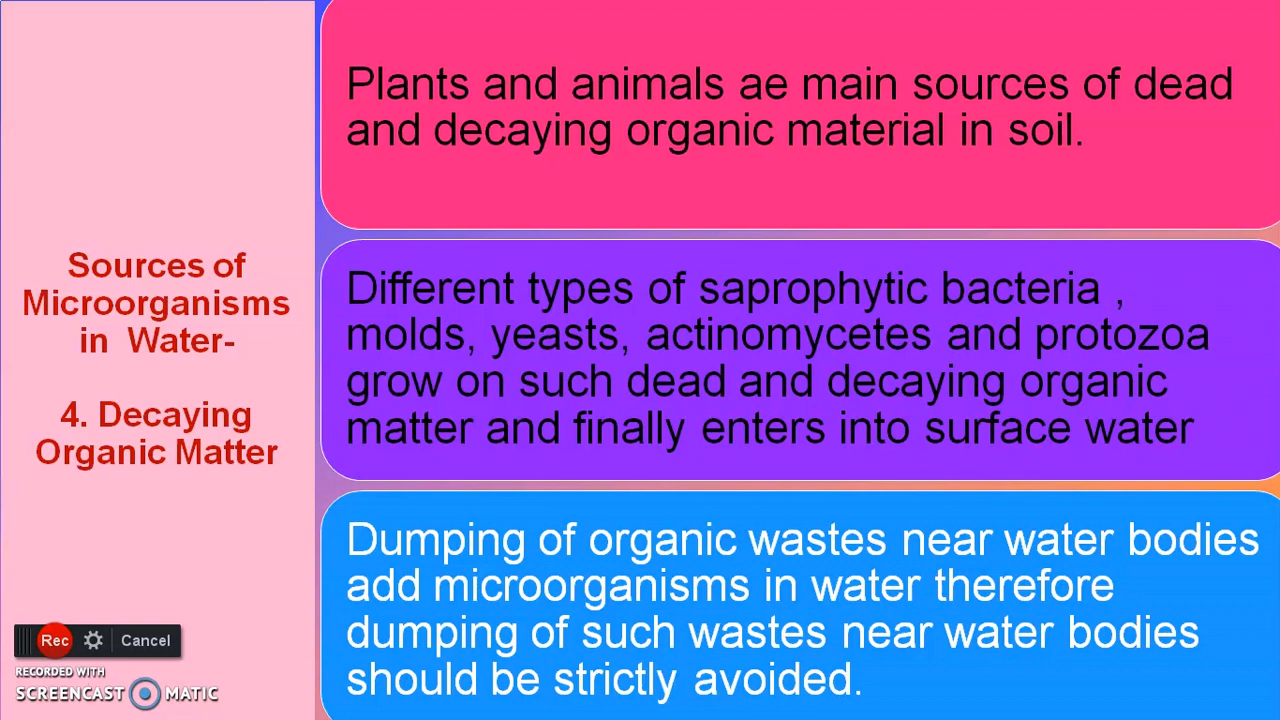 Sources of
Microorganisms
in Water-
4. Decaying
Organic Matter
Plants and animals ae main sources of dead
and decaying organic material in soil.
Different types of saprophytic bacteria ,
molds, yeasts, actinomycetes and protozoa
grow on such dead and decaying organic
matter and finally enters into surface water
Dumping of organic wastes near water bodies
add microorganisms in water therefore
dumping of such wastes near water bodies
should be strictly avoided.
Rec Cancel
RECORDED WITH
SCREENCAST MATIC